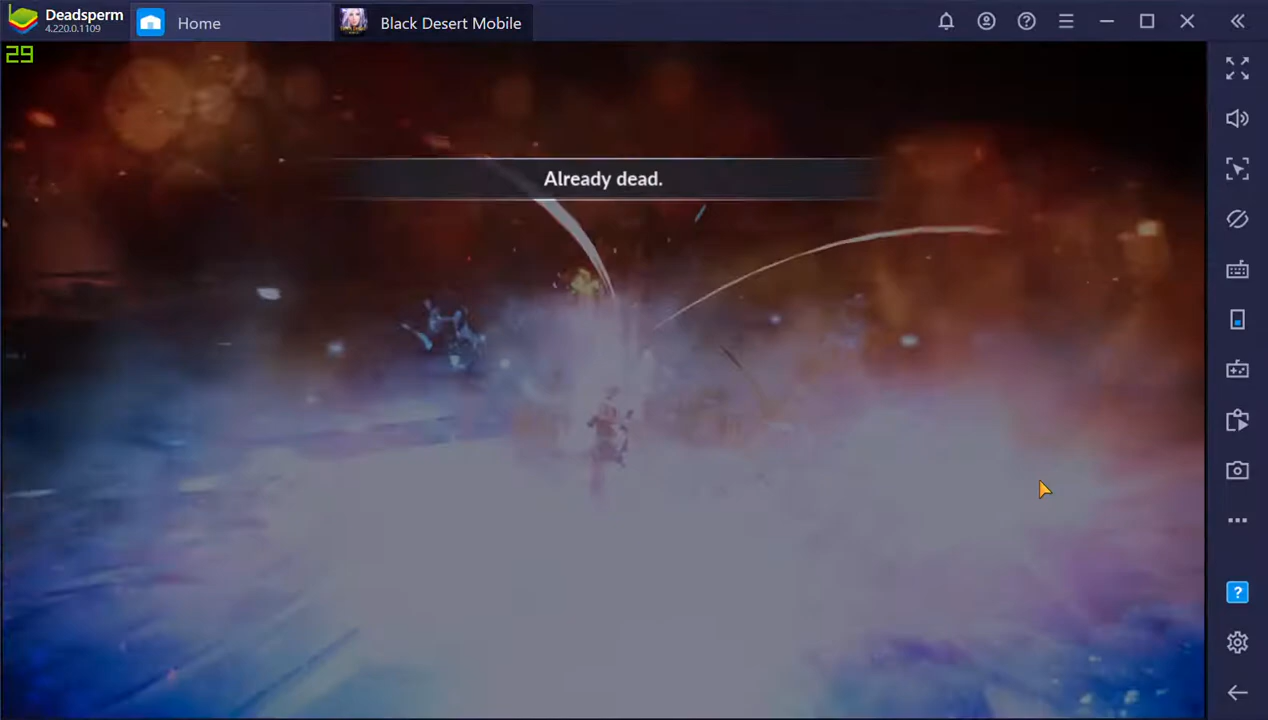 Deadsperm
4.220.0.1109
Home
Black Desert Mobile
29
Already dead.
?